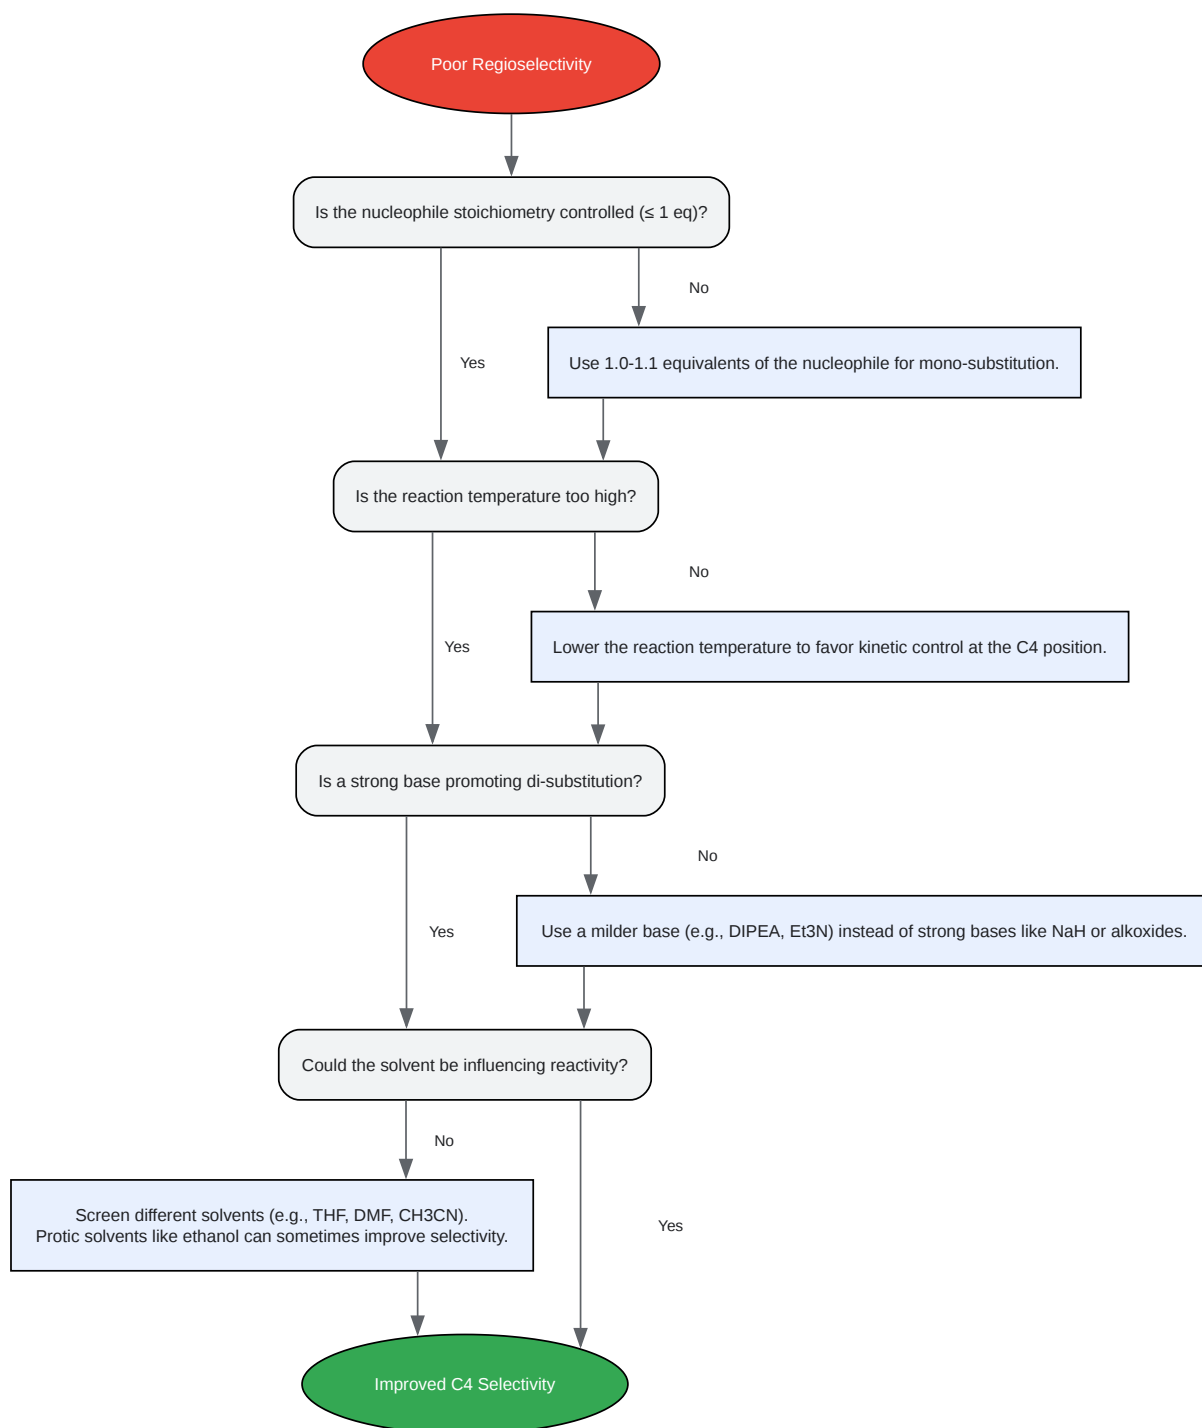 Poor Regioselectivity
Is the nucleophile stoichiometry controlled (≤ 1 eq)?
No
Yes
Use 1.0-1.1 equivalents of the nucleophile for mono-substitution.
Is the reaction temperature too high?
No
Yes
Lower the reaction temperature to favor kinetic control at the C4 position.
Is a strong base promoting di-substitution?
No
Yes
Use a milder base (e.g., DIPEA, Et3N) instead of strong bases like NaH or alkoxides.
Could the solvent be influencing reactivity?
No
Screen different solvents (e.g., THF, DMF, CH3CN).
Protic solvents like ethanol can sometimes improve selectivity.
Yes
Improved C4 Selectivity